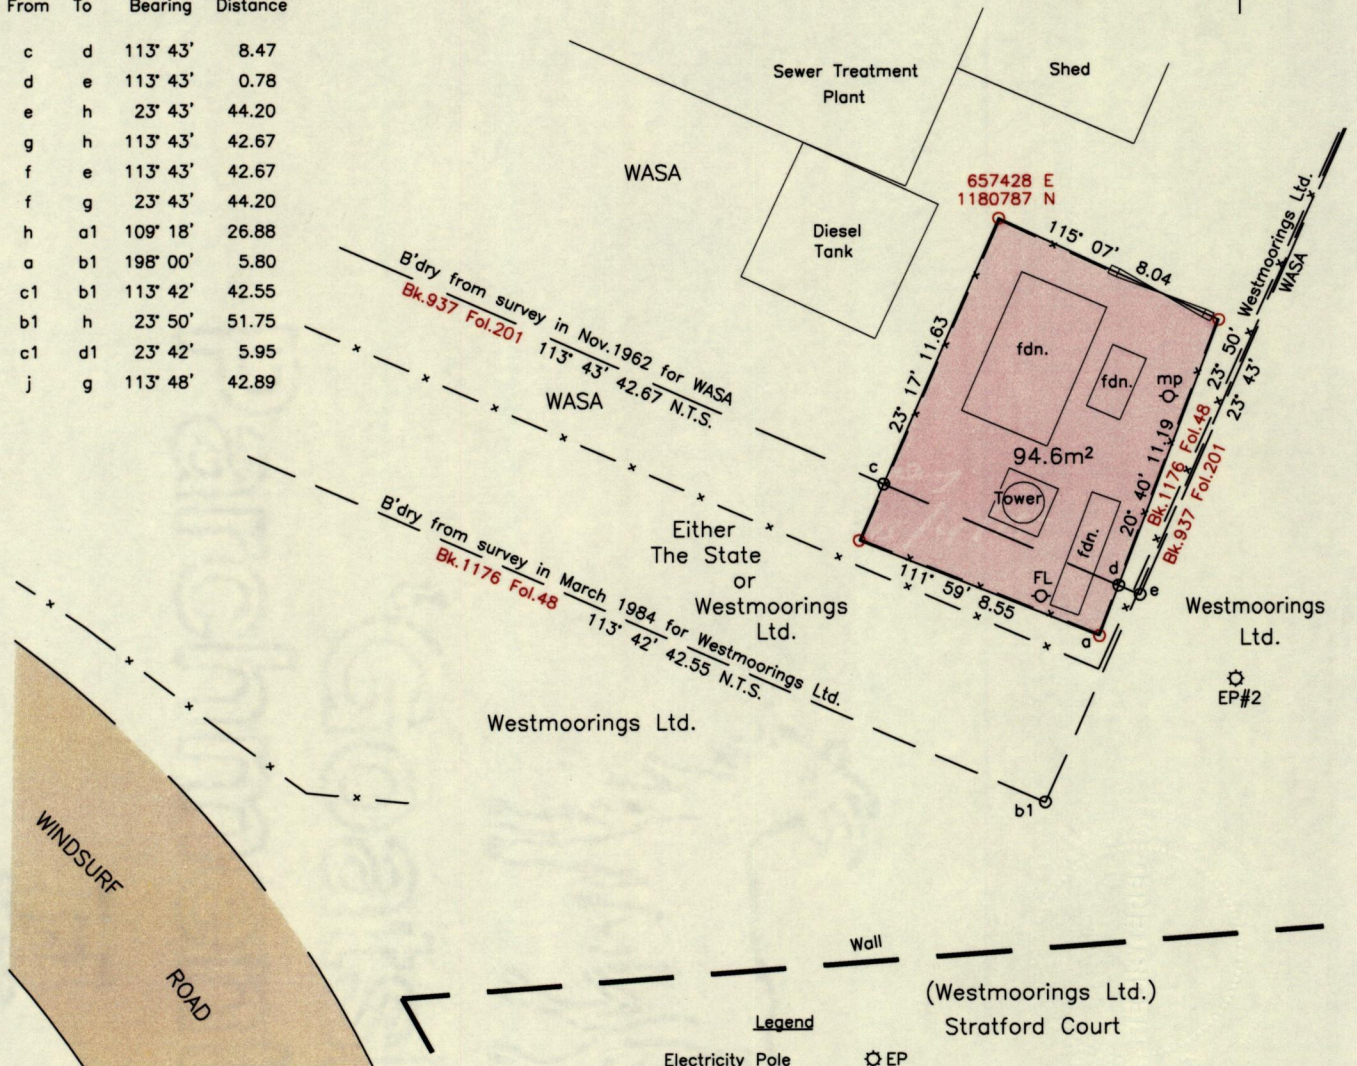 From To Bearing Distance
c d 113° 43' 8.47
d e 113° 43' 0.78
e h 23° 43' 44.20
g h 113° 43' 42.67
f e 113° 43' 42.67
f g 23° 43' 44.20
h a1 109° 18' 26.88
a b1 198° 00' 5.80
c1 b1 113° 42' 42.55
b1 h 23° 50' 51.75
c1 d1 23° 42' 5.95
j g 113° 48' 42.89
Sewer Treatment
Plant
Shed
WASA
Diesel
Tank
657428 E
1180787 N
115° 07' 8.04
Westmoorings Ltd.
WASA
B'dry from survey in Nov.1962 for WASA
Bk.937 Fol.201
113° 43' 42.67 N.T.S.
WASA
23° 17' 11.63
fdn.
fdn.
mp
23° 50'
23° 43'
Bk.1176 Fol.48
Bk.937 Fol.201
20° 40' 11.19
94.6m²
c
Tower
fdn.
FL
d
e
a
111° 59' 8.55
Either
The State
or
Westmoorings
Ltd.
B'dry from survey in March 1984 for Westmoorings Ltd.
Bk.1176 Fol.48
113° 42' 42.55 N.T.S.
Westmoorings
Ltd.
EP#2
Westmoorings Ltd.
b1
WINDSURF
ROAD
Wall
(Westmoorings Ltd.)
Stratford Court
Legend
Electricity Pole EP